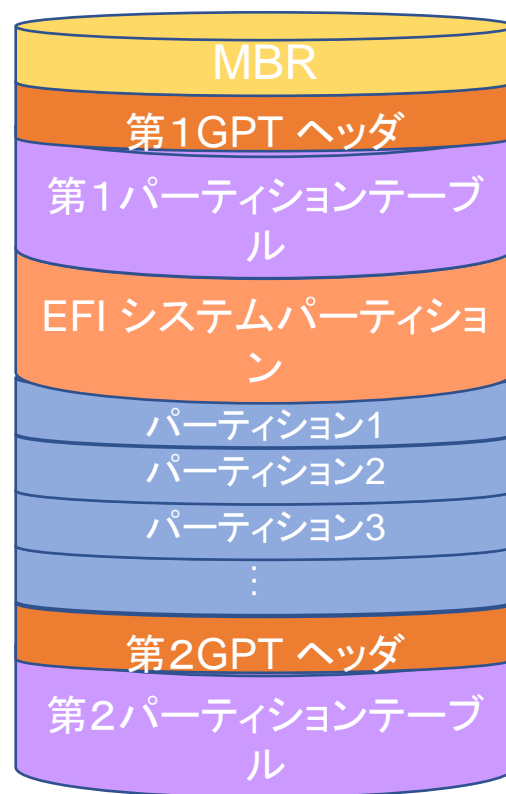 MBR
第１GPT ヘッダ
第１パーティションテーブ
ル
EFI システムパーティショ
ン
パーティション1
パーティション2
パーティション3
…
第２GPT ヘッダ
第２パーティションテーブ
ル